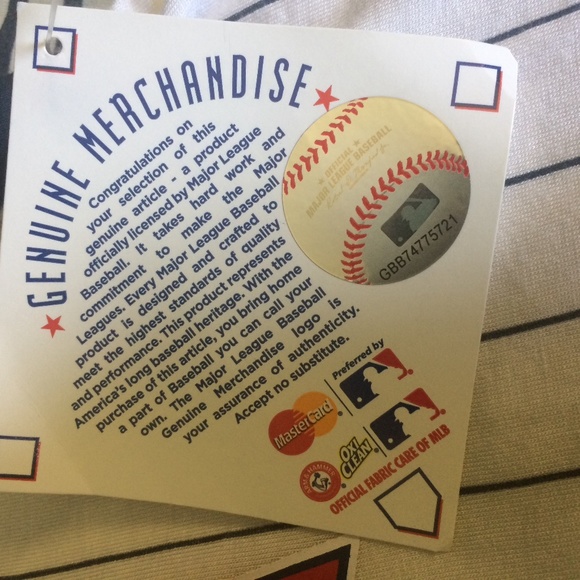 GENUINE MERCHANDISE
Congratulations on
your selection of this
genuine article - a product
officially licensed by Major League
Baseball. It takes hard work and
commitment to make the Major
Leagues. Every Major League Baseball
product is designed and crafted to
meet the highest standards of quality
and performance. This product represents
America's long baseball heritage. With the
purchase of this article, you bring home
a part of Baseball you can call your
own. The Major League Baseball
Genuine Merchandise logo is
your assurance of authenticity.
Accept no substitute.
OFFICIAL
MAJOR LEAGUE BASEBALL
GBB74775721
Preferred by
MasterCard
ARM & HAMMER
OXI
CLEAN
OFFICIAL FABRIC CARE OF MLB